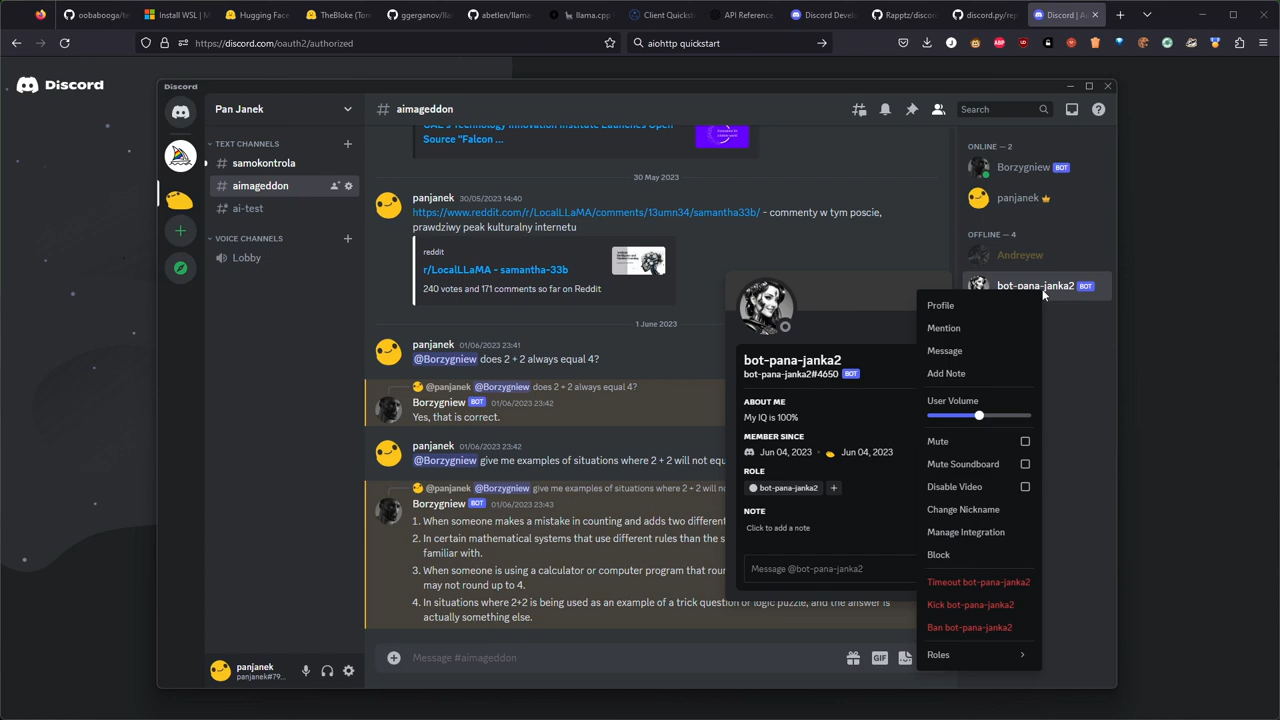 oobabooga/te
Install WSL | M
Hugging Face
TheBloke (Tom
ggerganov/lla
abetlen/llama
llama.cpp
Client Quickst
API Reference
Discord Devel
Rapptz/discor
discord.py/rep
Discord | A
https://discord.com/oauth2/authorized
aiohttp quickstart
Discord
Discord
Pan Janek
# aimageddon
Search
TEXT CHANNELS
# samokontrola
# aimageddon
# ai-test
VOICE CHANNELS
Lobby
UAE's Technology Innovation Institute Launches Open
Source "Falcon ...
30 May 2023
panjanek 30/05/2023 14:40
https://www.reddit.com/r/LocalLLaMA/comments/13umn34/samantha33b/ - commenty w tym poscie,
prawdziwy peak kulturalny internetu
reddit
r/LocalLLaMA - samantha-33b
240 votes and 171 comments so far on Reddit
1 June 2023
panjanek 01/06/2023 23:41
@Borzygniew does 2 + 2 always equal 4?
@panjanek @Borzygniew does 2 + 2 always equal 4?
Borzygniew BOT 01/06/2023 23:42
Yes, that is correct.
panjanek 01/06/2023 23:42
@Borzygniew give me examples of situations where 2 + 2 will not equ
@panjanek @Borzygniew give me examples of situations where 2 + 2 will no
Borzygniew BOT 01/06/2023 23:43
1. When someone makes a mistake in counting and adds two different
2. In certain mathematical systems that use different rules than the s
familiar with.
3. When someone is using a calculator or computer program that roun
may not round up to 4.
4. In situations where 2+2 is being used as an example of a trick question or logic puzzle, and the answer is
actually something else.
Message #aimageddon
GIF
panjanek
panjanek#79...
ONLINE — 2
Borzygniew BOT
panjanek
OFFLINE — 4
Andreyew
bot-pana-janka2 BOT
bot-pana-janka2
bot-pana-janka2#4650 BOT
ABOUT ME
My IQ is 100%
MEMBER SINCE
Jun 04, 2023 • Jun 04, 2023
ROLE
bot-pana-janka2 +
NOTE
Click to add a note
Message @bot-pana-janka2
Profile
Mention
Message
Add Note
User Volume
Mute
Mute Soundboard
Disable Video
Change Nickname
Manage Integration
Block
Timeout bot-pana-janka2
Kick bot-pana-janka2
Ban bot-pana-janka2
Roles